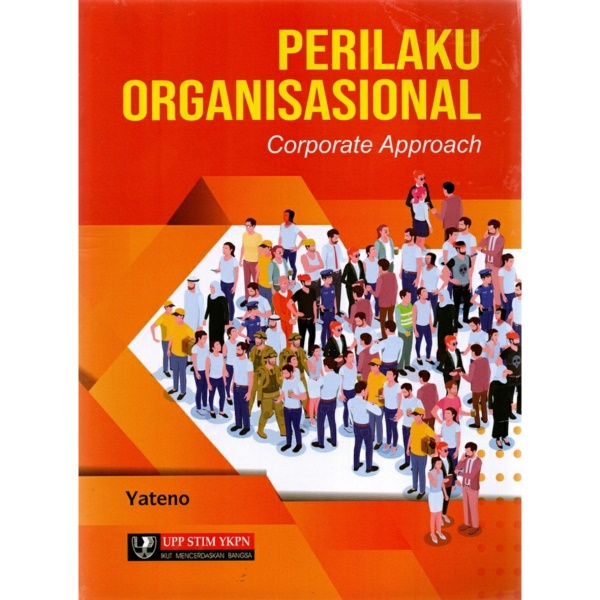 PERILAKU
ORGANISASIONAL
Corporate Approach
Yateno
UPP STIM YKPN
IKUT MENCERDASKAN BANGSA